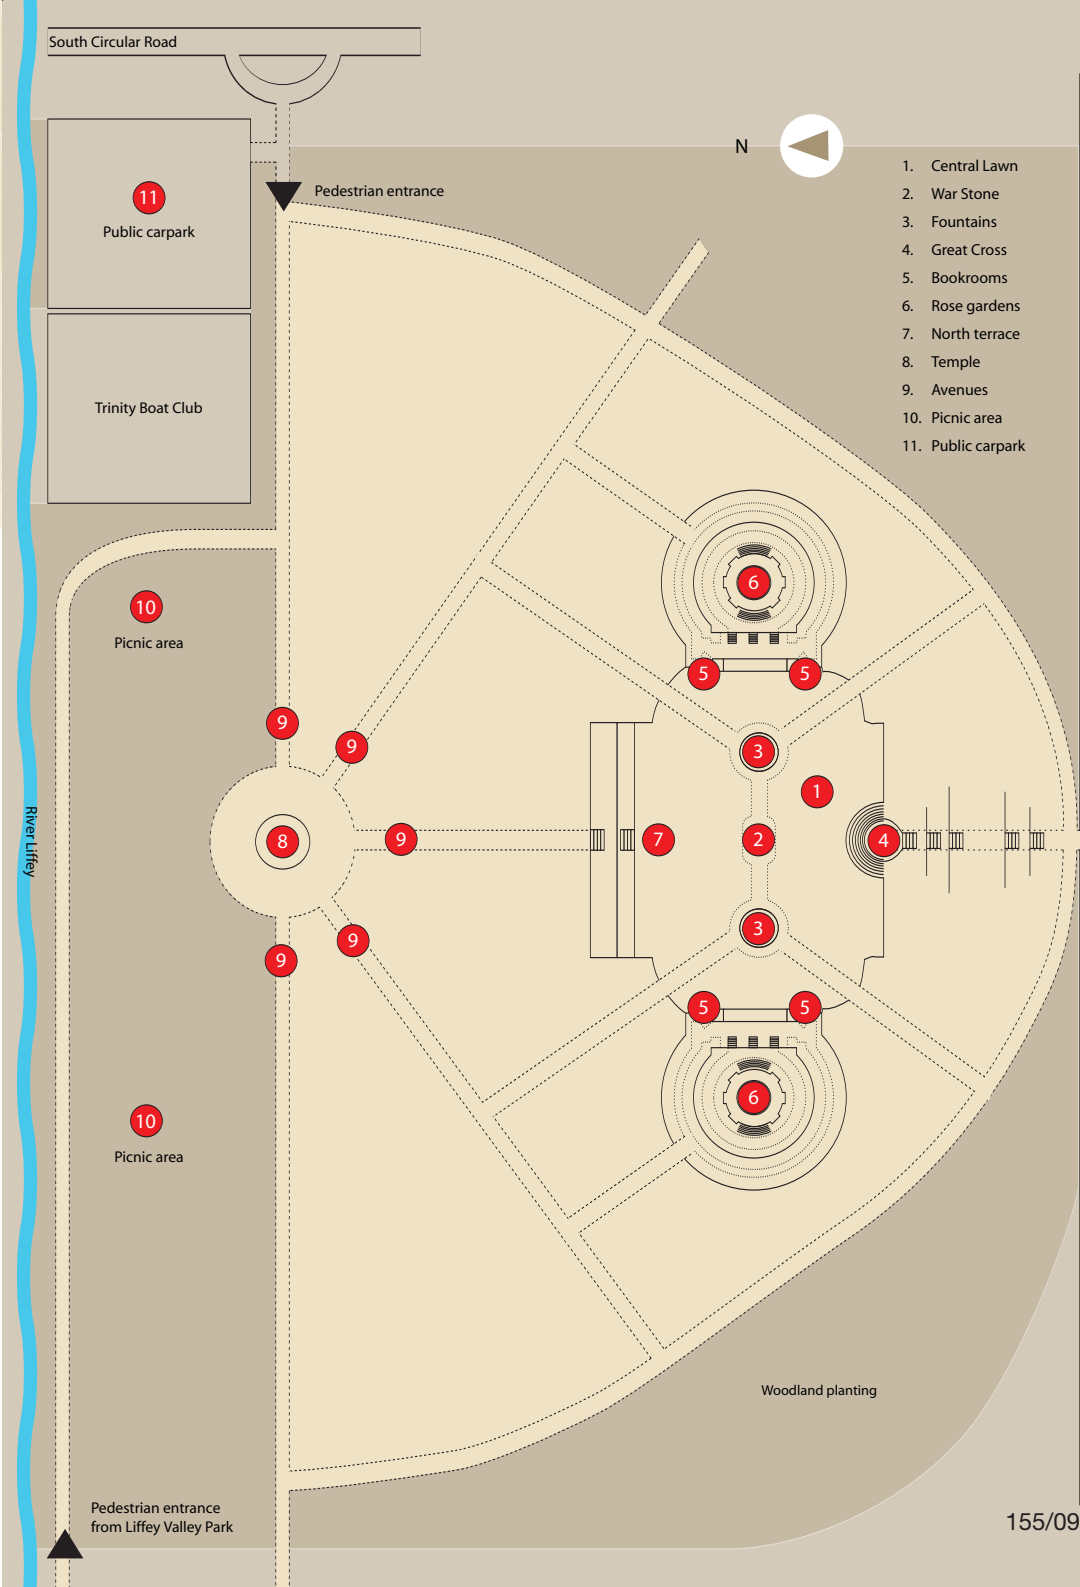 South Circular Road
N
Pedestrian entrance
1. Central Lawn
2. War Stone
3. Fountains
4. Great Cross
5. Bookrooms
6. Rose gardens
7. North terrace
8. Temple
9. Avenues
10. Picnic area
11. Public carpark
11
Public carpark
Trinity Boat Club
6
10
Picnic area
5
5
9
9
3
1
River Liffey
8
9
7
2
4
3
9
9
5
5
6
10
Picnic area
Woodland planting
Pedestrian entrance
from Liffey Valley Park
155/09